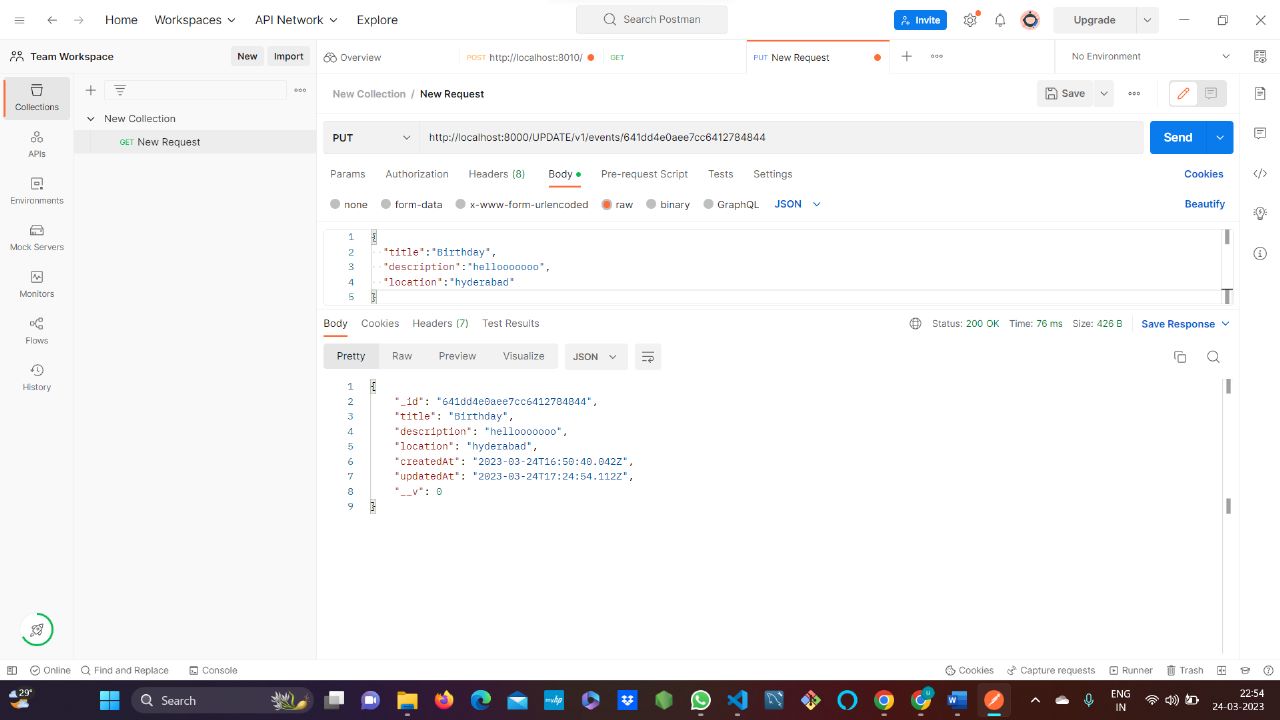 Home Workspaces API Network Explore Search Postman Invite Upgrade
Team Workspace New Import Overview POST http://localhost:8010/ GET PUT New Request No Environment
Collections
New Collection / New Request Save
New Collection
GET New Request
APIs
Environments
Mock Servers
Monitors
Flows
History
PUT http://localhost:8000/UPDATE/v1/events/641dd4e0aee7cc6412784844 Send
Params Authorization Headers (8) Body Pre-request Script Tests Settings Cookies
none form-data x-www-form-urlencoded raw binary GraphQL JSON Beautify
1 {
2 "title":"Birthday",
3 "description":"hellooooooo",
4 "location":"hyderabad"
5 }
Body Cookies Headers (7) Test Results Status: 200 OK Time: 76 ms Size: 426 B Save Response
Pretty Raw Preview Visualize JSON
1 {
2 "_id": "641dd4e0aee7cc6412784844",
3 "title": "Birthday",
4 "description": "hellooooooo",
5 "location": "hyderabad",
6 "createdAt": "2023-03-24T16:50:40.042Z",
7 "updatedAt": "2023-03-24T17:24:54.112Z",
8 "__v": 0
9 }
Online Find and Replace Console Cookies Capture requests Runner Trash
29° Search myhp u ENG IN 22:54
24-03-2023